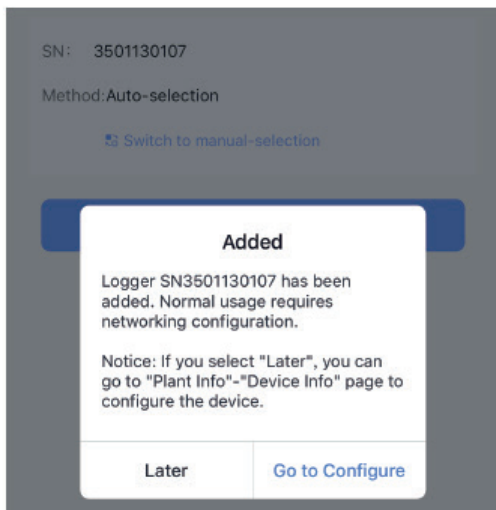 SN: 3501130107
Method:Auto-selection
Switch to manual-selection
Added
Logger SN3501130107 has been
added. Normal usage requires
networking configuration.
Notice: If you select "Later", you can
go to "Plant Info"-"Device Info" page to
configure the device.
Later Go to Configure